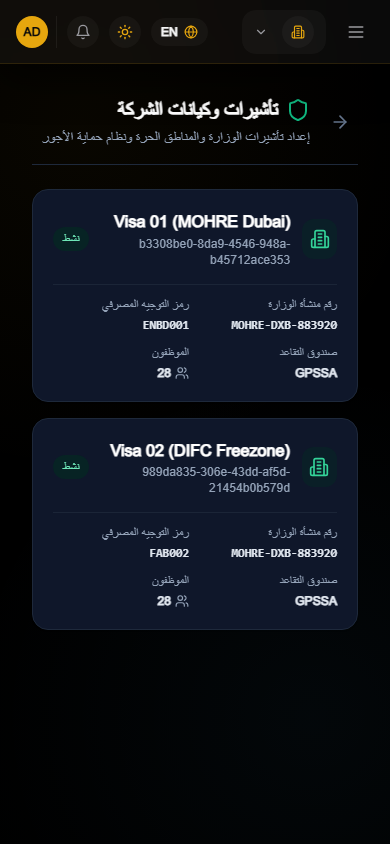 AD
EN
تأشيرات وكيانات الشركة
إعداد تأشيرات الوزارة والمناطق الحرة ونظام حماية الأجور
Visa 01 (MOHRE Dubai)
نشط
b3308be0-8da9-4546-948a-
b45712ace353
رقم منشأة الوزارة
رمز التوجيه المصرفي
MOHRE-DXB-883920
ENBD001
صندوق التقاعد
الموظفون
GPSSA
28
Visa 02 (DIFC Freezone)
نشط
989da835-306e-43dd-af5d-
21454b0b579d
رقم منشأة الوزارة
رمز التوجيه المصرفي
MOHRE-DXB-883920
FAB002
صندوق التقاعد
الموظفون
GPSSA
28